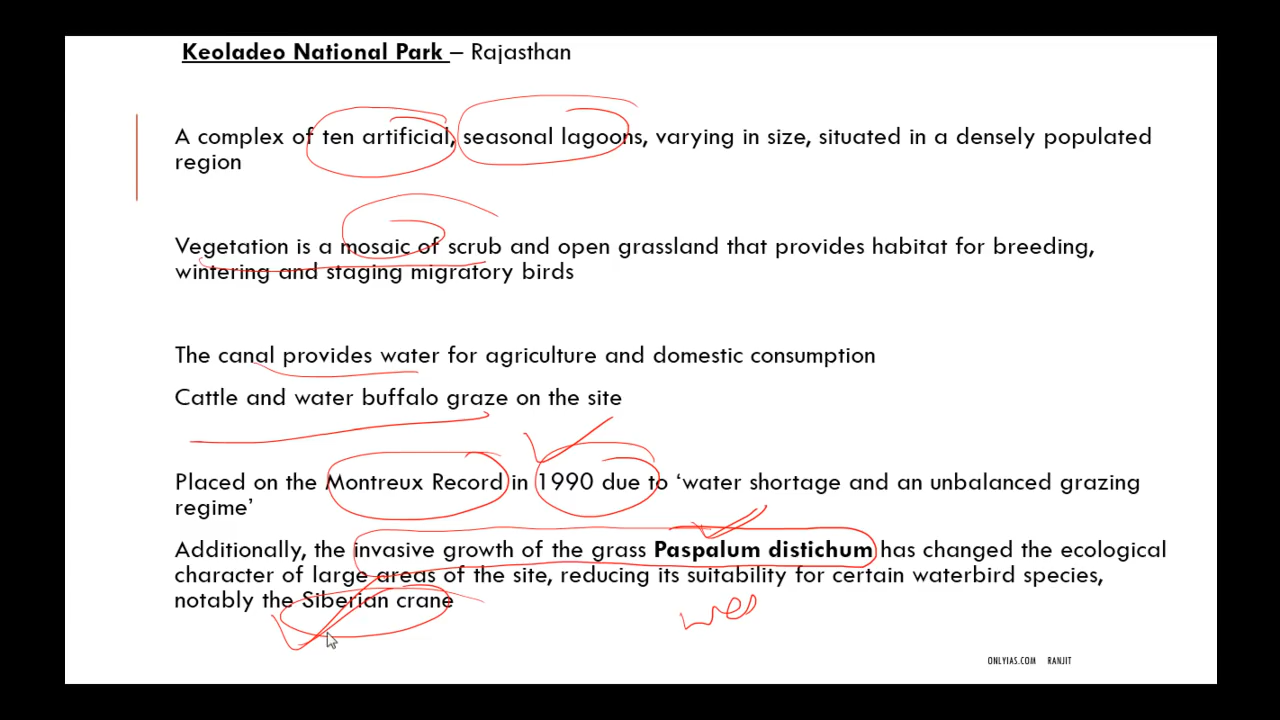 Keoladeo National Park – Rajasthan
A complex of ten artificial, seasonal lagoons, varying in size, situated in a densely populated
region
Vegetation is a mosaic of scrub and open grassland that provides habitat for breeding,
wintering and staging migratory birds
The canal provides water for agriculture and domestic consumption
Cattle and water buffalo graze on the site
Placed on the Montreux Record in 1990 due to ‘water shortage and an unbalanced grazing
regime’
Additionally, the invasive growth of the grass Paspalum distichum has changed the ecological
character of large areas of the site, reducing its suitability for certain waterbird species,
notably the Siberian crane
ONLYIAS.COM RANJIT